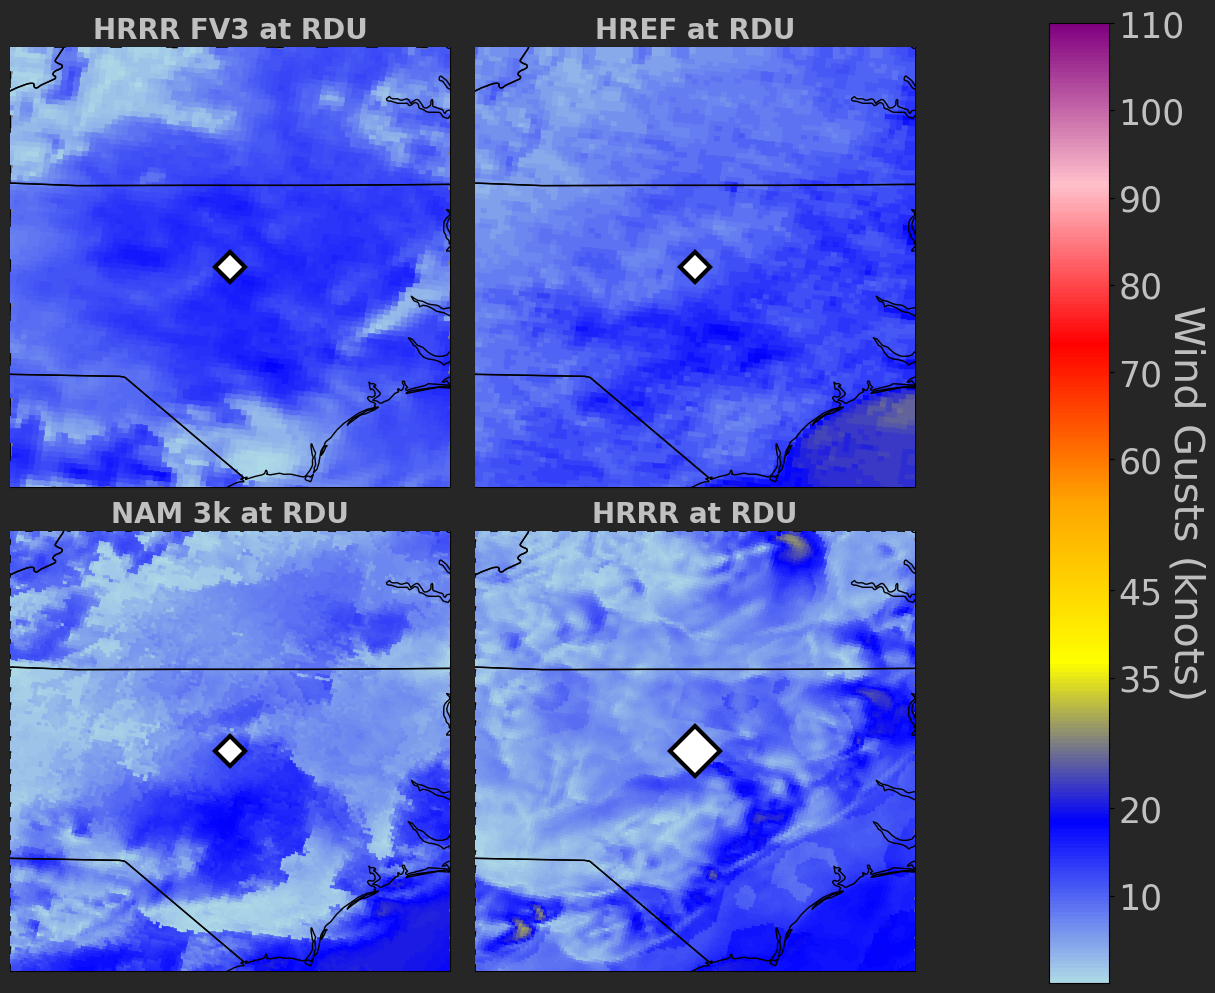 HRRR FV3 at RDU
HREF at RDU
NAM 3k at RDU
HRRR at RDU
110
100
90
80
70
60
45
35
20
10
Wind Gusts (knots)